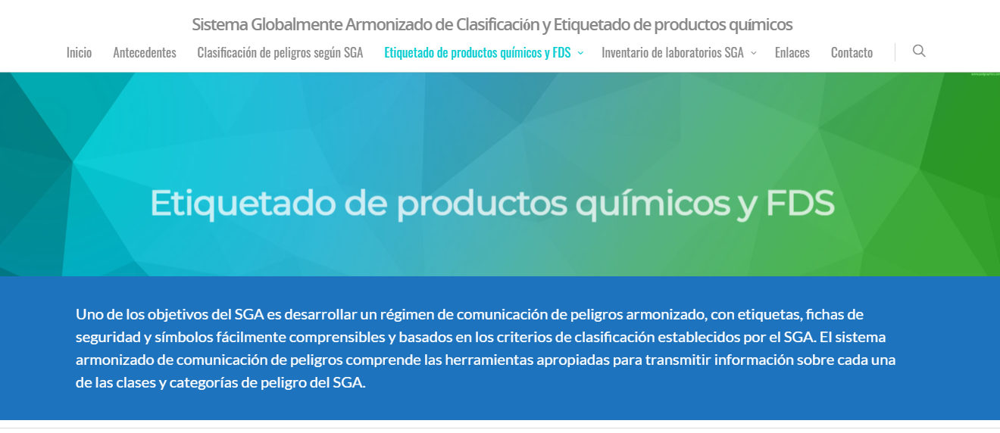 Sistema Globalmente Armonizado de Clasificación y Etiquetado de productos químicos
Inicio Antecedentes Clasificación de peligros según SGA Etiquetado de productos químicos y FDS Inventario de laboratorios SGA Enlaces Contacto
Etiquetado de productos químicos y FDS
Uno de los objetivos del SGA es desarrollar un régimen de comunicación de peligros armonizado, con etiquetas, fichas de
seguridad y símbolos fácilmente comprensibles y basados en los criterios de clasificación establecidos por el SGA. El sistema
armonizado de comunicación de peligros comprende las herramientas apropiadas para transmitir información sobre cada una
de las clases y categorías de peligro del SGA.